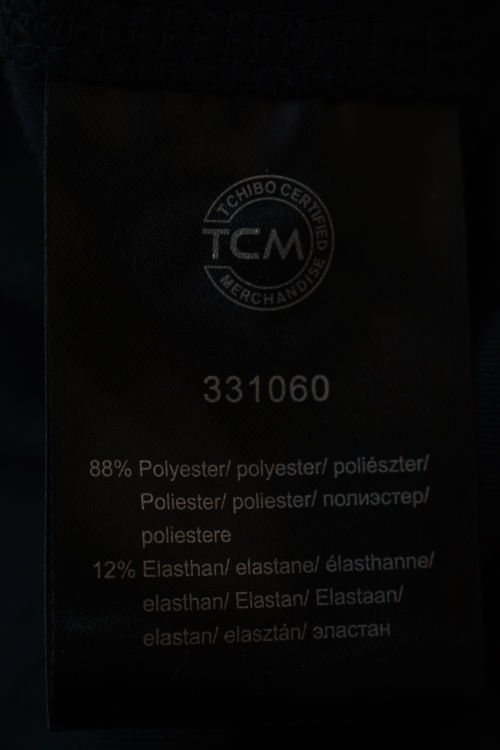 TCHIBO CERTIFIED
TCM
MERCHANDISE
331060
88% Polyester/ polyester/ poliészter/
Poliester/ poliester/ полиэстер/
poliestere
12% Elasthan/ elastane/ élasthanne/
elasthan/ Elastan/ Elastaan/
elastan/ elasztán/ эластан